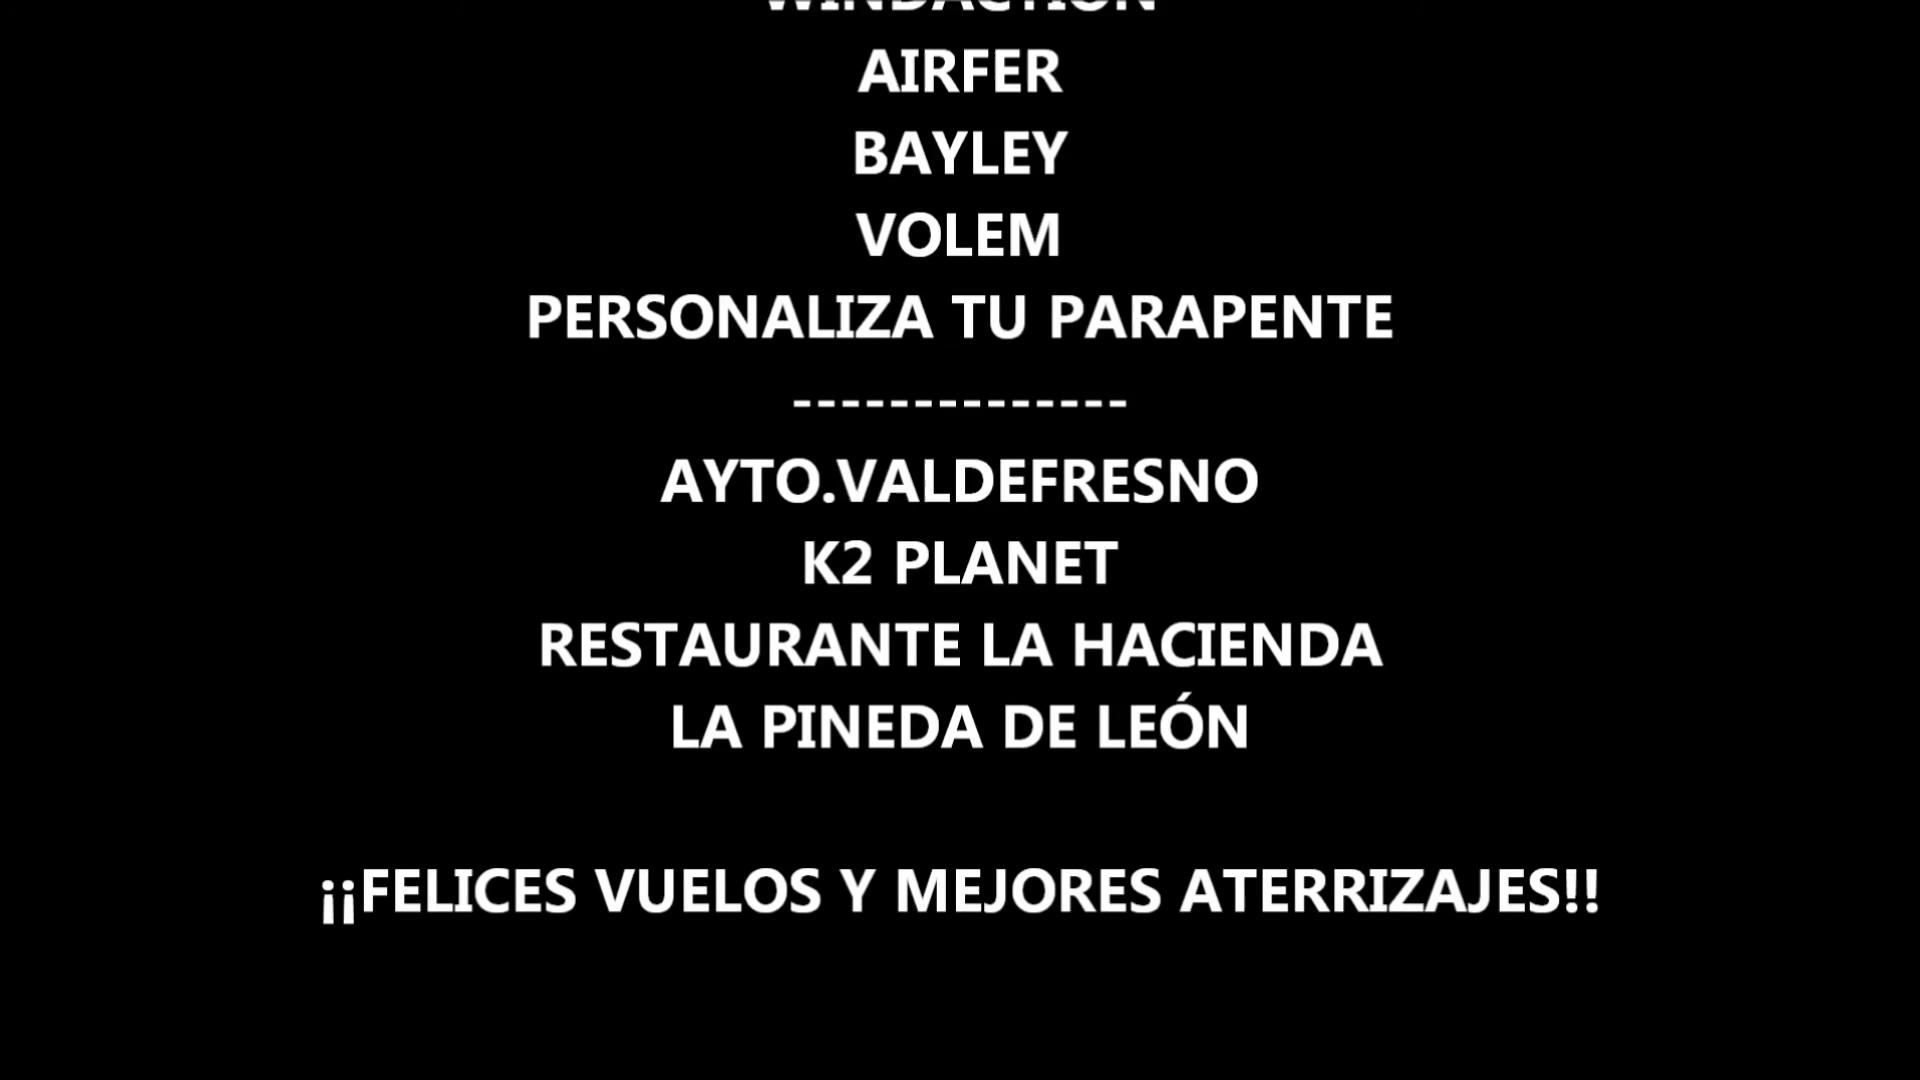 WINDACTION
AIRFER
BAYLEY
VOLEM
PERSONALIZA TU PARAPENTE
--------------
AYTO.VALDEFRESNO
K2 PLANET
RESTAURANTE LA HACIENDA
LA PINEDA DE LEÓN
¡¡FELICES VUELOS Y MEJORES ATERRIZAJES!!